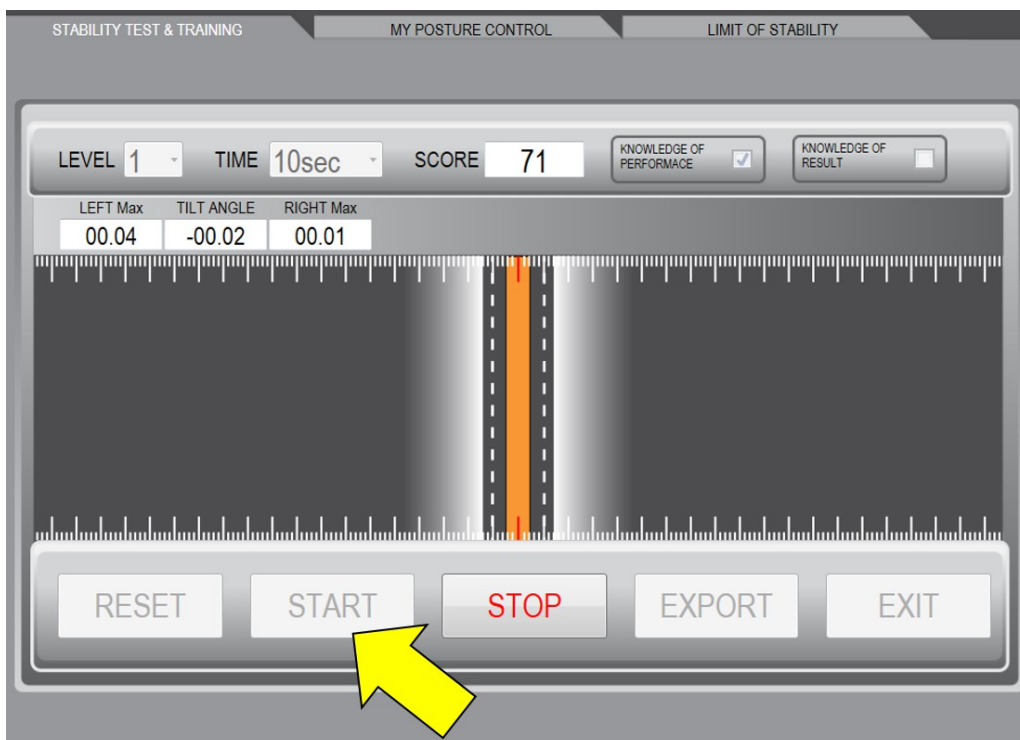 STABILITY TEST & TRAINING MY POSTURE CONTROL LIMIT OF STABILITY
LEVEL 1 TIME 10sec SCORE 71 KNOWLEDGE OF PERFORMACE KNOWLEDGE OF RESULT
LEFT Max TILT ANGLE RIGHT Max
00.04 -00.02 00.01
RESET START STOP EXPORT EXIT